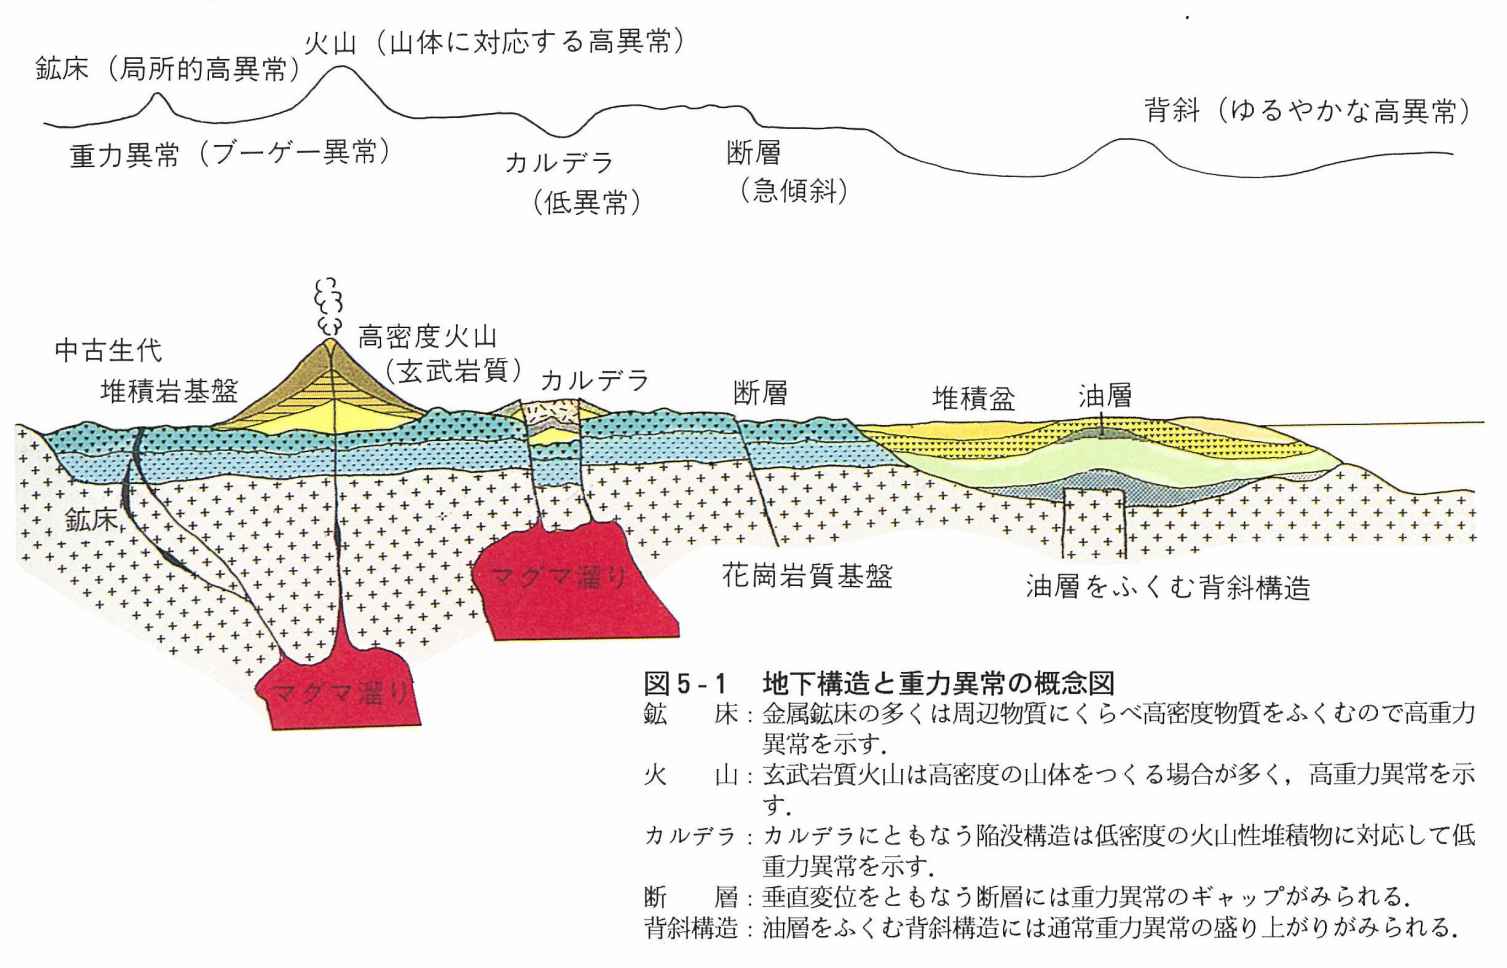 火山（山体に対応する高異常）
鉱床（局所的高異常）
背斜（ゆるやかな高異常）
重力異常（ブーゲー異常）
カルデラ
（低異常）
断層
（急傾斜）
中古生代
堆積岩基盤
高密度火山
（玄武岩質）
カルデラ
断層
堆積盆
油層
鉱床
マグマ溜り
花崗岩質基盤
油層をふくむ背斜構造
マグマ溜り
図5-1　地下構造と重力異常の概念図
鉱　　床：金属鉱床の多くは周辺物質にくらべ高密度物質をふくむので高重力
異常を示す．
火　　山：玄武岩質火山は高密度の山体をつくる場合が多く，高重力異常を示
す．
カルデラ：カルデラにともなう陥没構造は低密度の火山性堆積物に対応して低
重力異常を示す．
断　　層：垂直変位をともなう断層には重力異常のギャップがみられる．
背斜構造：油層をふくむ背斜構造には通常重力異常の盛り上がりがみられる．